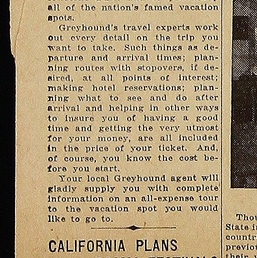 all of the nation's famed vacation
spots.
Greyhound's travel experts work
out every detail on the trip you
want to take. Such things as de-
parture and arrival times; plan-
ning routes with stopovers, if de-
sired, at all points of interest;
making hotel reservations; plan-
ning what to see and do after
arrival and helping in other ways
to insure you of having a good
time and getting the very utmost
for your money, are all included
in the price of your ticket. And,
of course, you know the cost be-
fore you start.
Your local Greyhound agent will
gladly supply you with complete
information on an all-expense tour
to the vacation spot you would
like to go to.
CALIFORNIA PLANS
Thou
State in
countr
previou